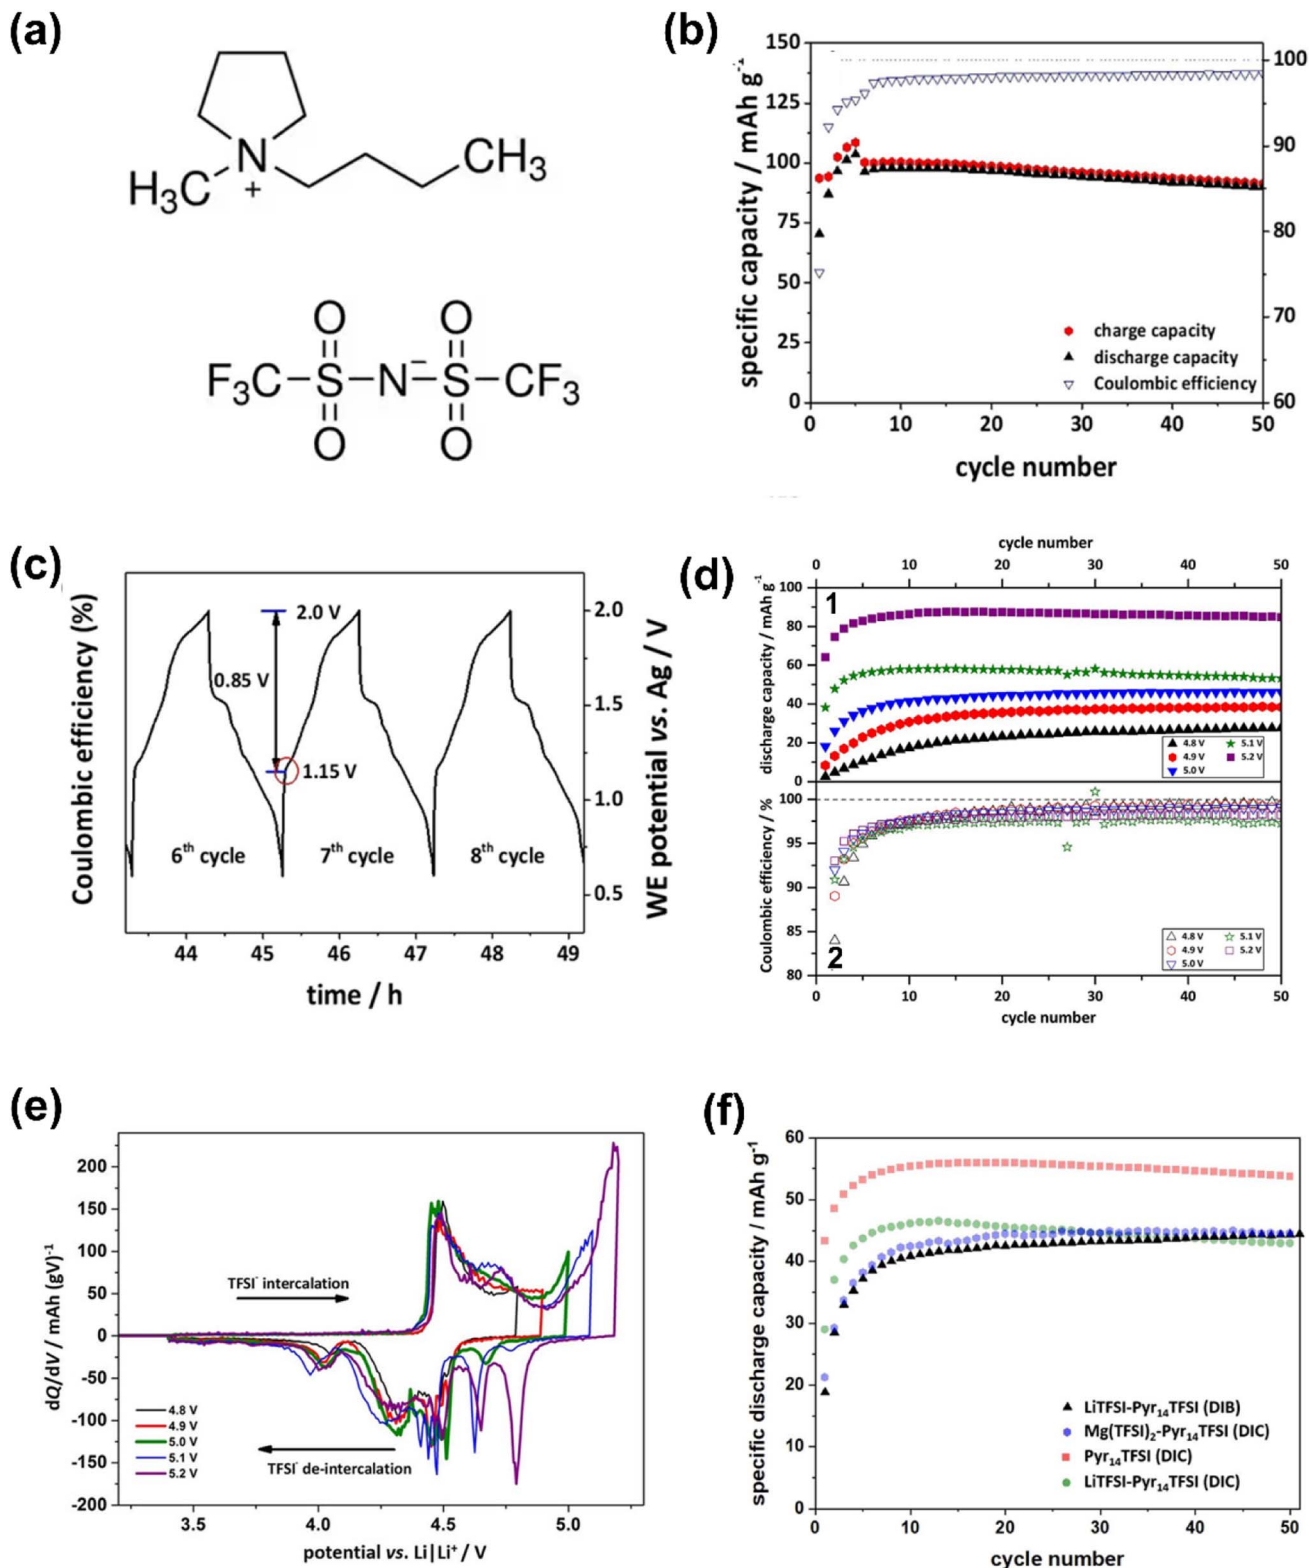 (a)
N
+
H₃C
CH₃
O O
F₃C–S–N⁻–S–CF₃
O O
(b)
150
125
100
75
50
25
0
specific capacity / mAh g⁻¹
100
90
80
70
60
charge capacity
discharge capacity
Coulombic efficiency
0 10 20 30 40 50
cycle number
(c)
Coulombic efficiency (%)
2.0 V
0.85 V
1.15 V
6th cycle
7th cycle
8th cycle
2.0
1.5
1.0
0.5
WE potential vs. Ag / V
44 45 46 47 48 49
time / h
(d)
cycle number
0 10 20 30 40 50
1
100
80
60
40
20
0
discharge capacity / mAh g⁻¹
4.8 V 5.1 V
4.9 V 5.2 V
5.0 V
100
95
90
85
80
Coulombic efficiency / %
2
4.8 V 5.1 V
4.9 V 5.2 V
5.0 V
0 10 20 30 40 50
cycle number
(e)
200
150
100
50
0
-50
-100
-150
-200
dQ/dV / mAh (gV)⁻¹
TFSI⁻ intercalation
TFSI⁻ de-intercalation
4.8 V
4.9 V
5.0 V
5.1 V
5.2 V
3.5 4.0 4.5 5.0
potential vs. Li|Li⁺ / V
(f)
60
50
40
30
20
10
0
specific discharge capacity / mAh g⁻¹
LiTFSI-Pyr₁₄TFSI (DIB)
Mg(TFSI)₂-Pyr₁₄TFSI (DIC)
Pyr₁₄TFSI (DIC)
LiTFSI-Pyr₁₄TFSI (DIC)
0 10 20 30 40 50
cycle number